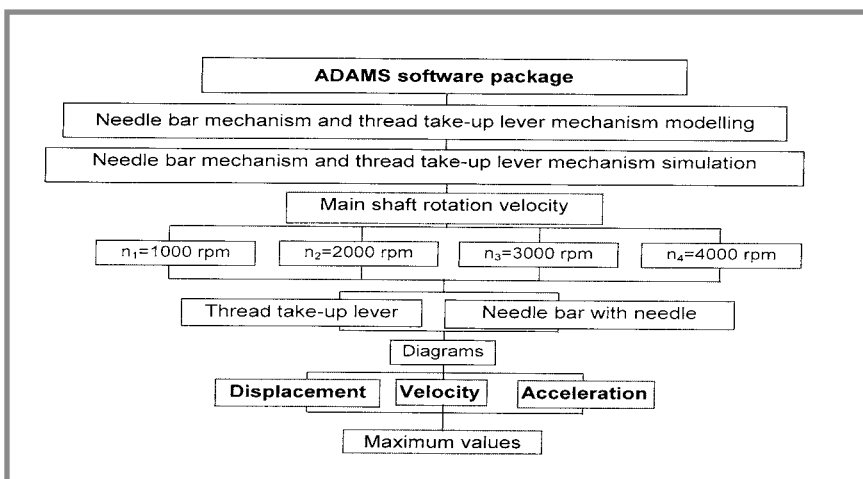 ADAMS software package
Needle bar mechanism and thread take-up lever mechanism modelling
Needle bar mechanism and thread take-up lever mechanism simulation
Main shaft rotation velocity
n₁=1000 rpm n₂=2000 rpm n₃=3000 rpm n₄=4000 rpm
Thread take-up lever Needle bar with needle
Diagrams
Displacement Velocity Acceleration
Maximum values